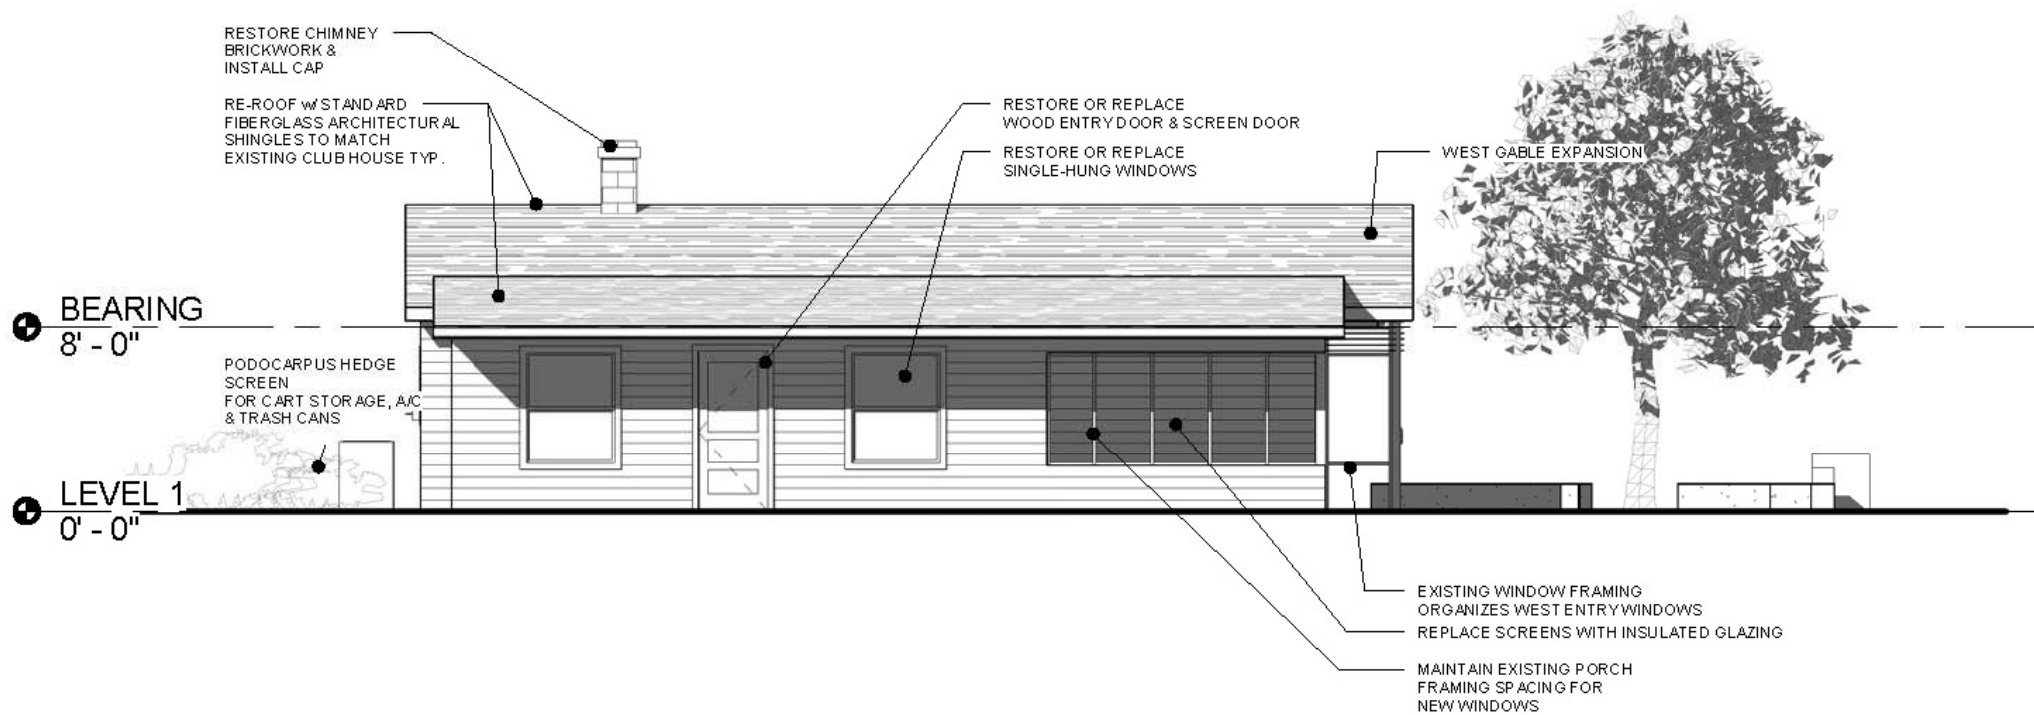 RESTORE CHIMNEY
BRICKWORK &
INSTALL CAP
RE-ROOF w/ STANDARD
FIBERGLASS ARCHITECTURAL
SHINGLES TO MATCH
EXISTING CLUB HOUSE TYP.
RESTORE OR REPLACE
WOOD ENTRY DOOR & SCREEN DOOR
RESTORE OR REPLACE
SINGLE-HUNG WINDOWS
WEST GABLE EXPANSION
BEARING
8' - 0"
PODOCARPUS HEDGE
SCREEN
FOR CART STORAGE, A/C
& TRASH CANS
LEVEL 1
0' - 0"
EXISTING WINDOW FRAMING
ORGANIZES WEST ENTRY WINDOWS
REPLACE SCREENS WITH INSULATED GLAZING
MAINTAIN EXISTING PORCH
FRAMING SPACING FOR
NEW WINDOWS